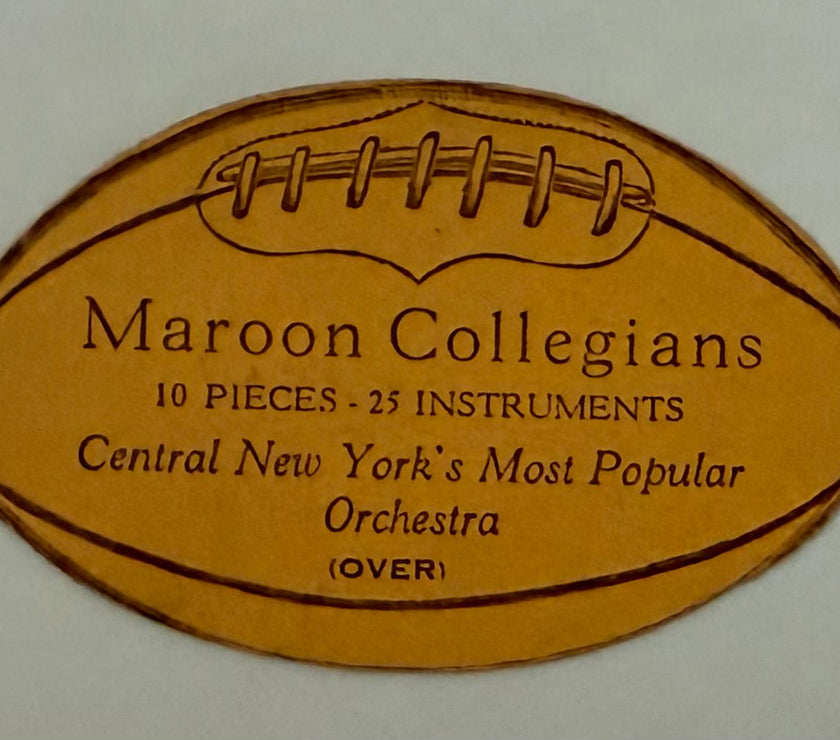 Maroon Collegians
10 PIECES - 25 INSTRUMENTS
Central New York's Most Popular
Orchestra
(OVER)